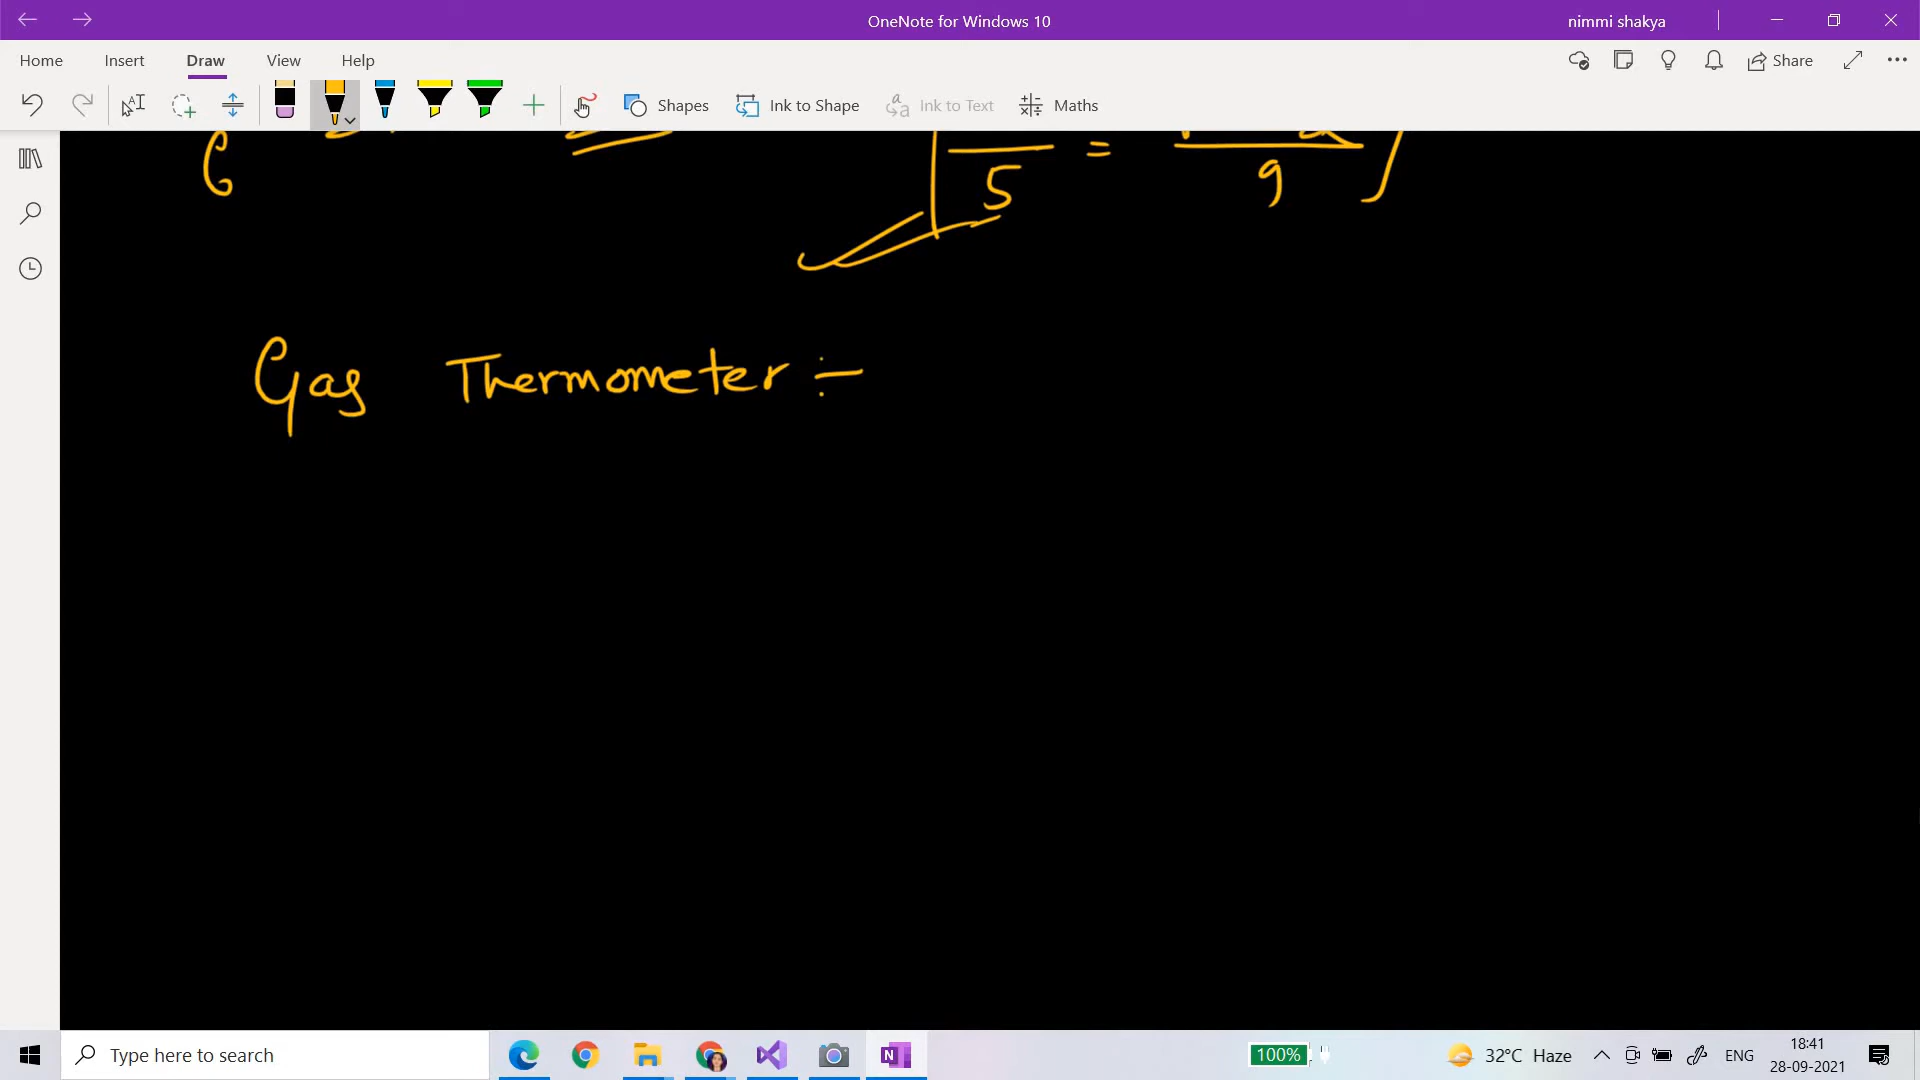 OneNote for Windows 10
nimmi shakya
Home Insert Draw View Help
Share
Shapes Ink to Shape Ink to Text Maths
5 = 9
Gas Thermometer :-
Type here to search
100%
32°C Haze
ENG
18:41
28-09-2021